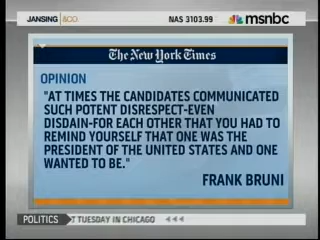 JANSING &CO.
NAS 3103.99
msnbc
The New York Times
OPINION
"AT TIMES THE CANDIDATES COMMUNICATED
SUCH POTENT DISRESPECT-EVEN
DISDAIN-FOR EACH OTHER THAT YOU HAD TO
REMIND YOURSELF THAT ONE WAS THE
PRESIDENT OF THE UNITED STATES AND ONE
WANTED TO BE."
FRANK BRUNI
POLITICS
T TUESDAY IN CHICAGO